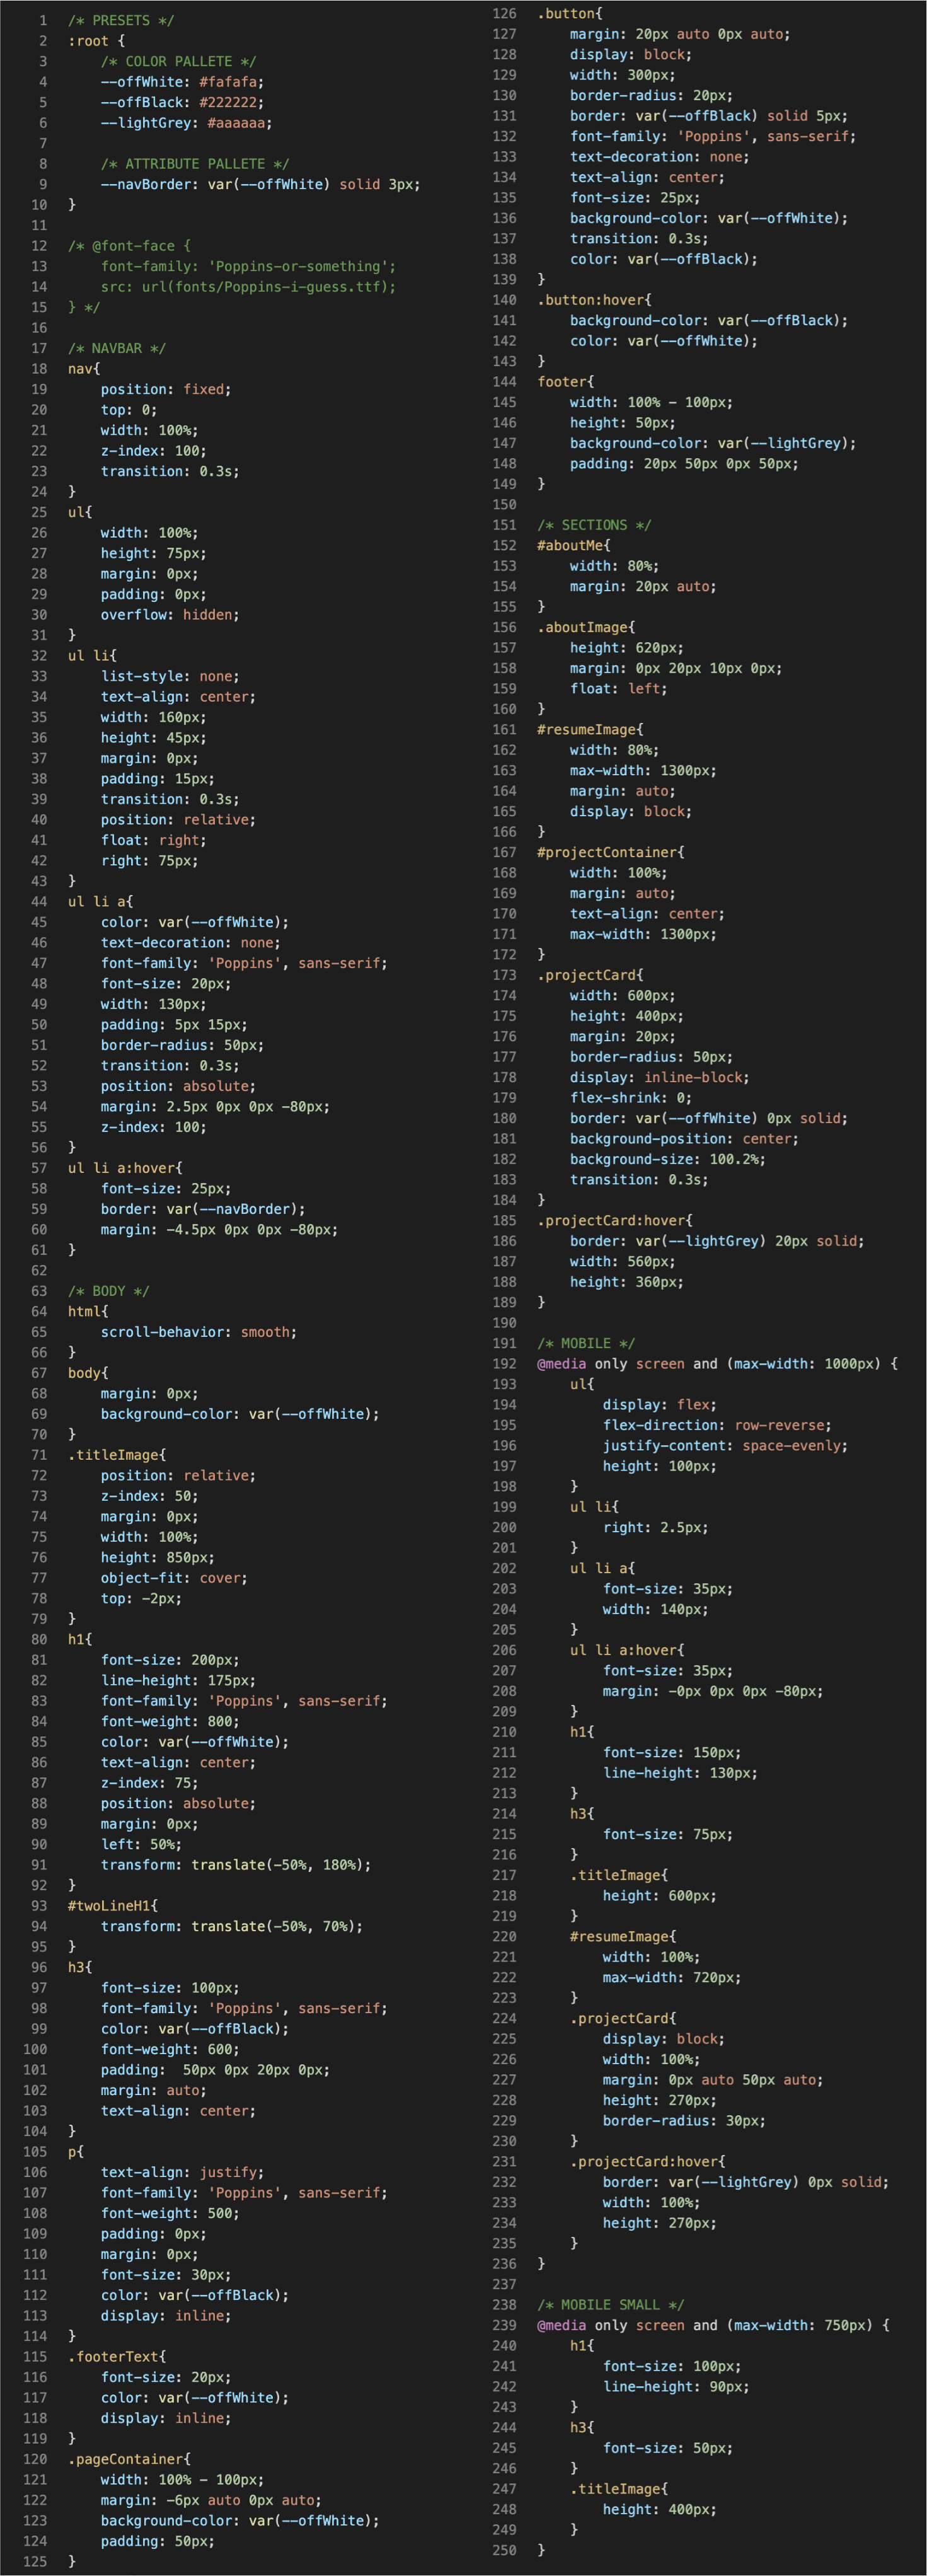 1 /* PRESETS */
2 :root {
3 /* COLOR PALLETE */
4 --offWhite: #fafafa;
5 --offBlack: #222222;
6 --lightGrey: #aaaaaa;
7
8 /* ATTRIBUTE PALLETE */
9 --navBorder: var(--offWhite) solid 3px;
10 }
11
12 /* @font-face {
13 font-family: 'Poppins-or-something';
14 src: url(fonts/Poppins-i-guess.ttf);
15 } */
16
17 /* NAVBAR */
18 nav{
19 position: fixed;
20 top: 0;
21 width: 100%;
22 z-index: 100;
23 transition: 0.3s;
24 }
25 ul{
26 width: 100%;
27 height: 75px;
28 margin: 0px;
29 padding: 0px;
30 overflow: hidden;
31 }
32 ul li{
33 list-style: none;
34 text-align: center;
35 width: 160px;
36 height: 45px;
37 margin: 0px;
38 padding: 15px;
39 transition: 0.3s;
40 position: relative;
41 float: right;
42 right: 75px;
43 }
44 ul li a{
45 color: var(--offWhite);
46 text-decoration: none;
47 font-family: 'Poppins', sans-serif;
48 font-size: 20px;
49 width: 130px;
50 padding: 5px 15px;
51 border-radius: 50px;
52 transition: 0.3s;
53 position: absolute;
54 margin: 2.5px 0px 0px -80px;
55 z-index: 100;
56 }
57 ul li a:hover{
58 font-size: 25px;
59 border: var(--navBorder);
60 margin: -4.5px 0px 0px -80px;
61 }
62
63 /* BODY */
64 html{
65 scroll-behavior: smooth;
66 }
67 body{
68 margin: 0px;
69 background-color: var(--offWhite);
70 }
71 .titleImage{
72 position: relative;
73 z-index: 50;
74 margin: 0px;
75 width: 100%;
76 height: 850px;
77 object-fit: cover;
78 top: -2px;
79 }
80 h1{
81 font-size: 200px;
82 line-height: 175px;
83 font-family: 'Poppins', sans-serif;
84 font-weight: 800;
85 color: var(--offWhite);
86 text-align: center;
87 z-index: 75;
88 position: absolute;
89 margin: 0px;
90 left: 50%;
91 transform: translate(-50%, 180%);
92 }
93 #twoLineH1{
94 transform: translate(-50%, 70%);
95 }
96 h3{
97 font-size: 100px;
98 font-family: 'Poppins', sans-serif;
99 color: var(--offBlack);
100 font-weight: 600;
101 padding:  50px 0px 20px 0px;
102 margin: auto;
103 text-align: center;
104 }
105 p{
106 text-align: justify;
107 font-family: 'Poppins', sans-serif;
108 font-weight: 500;
109 padding: 0px;
110 margin: 0px;
111 font-size: 30px;
112 color: var(--offBlack);
113 display: inline;
114 }
115 .footerText{
116 font-size: 20px;
117 color: var(--offWhite);
118 display: inline;
119 }
120 .pageContainer{
121 width: 100% - 100px;
122 margin: -6px auto 0px auto;
123 background-color: var(--offWhite);
124 padding: 50px;
125 }
126 .button{
127 margin: 20px auto 0px auto;
128 display: block;
129 width: 300px;
130 border-radius: 20px;
131 border: var(--offBlack) solid 5px;
132 font-family: 'Poppins', sans-serif;
133 text-decoration: none;
134 text-align: center;
135 font-size: 25px;
136 background-color: var(--offWhite);
137 transition: 0.3s;
138 color: var(--offBlack);
139 }
140 .button:hover{
141 background-color: var(--offBlack);
142 color: var(--offWhite);
143 }
144 footer{
145 width: 100% - 100px;
146 height: 50px;
147 background-color: var(--lightGrey);
148 padding: 20px 50px 0px 50px;
149 }
150
151 /* SECTIONS */
152 #aboutMe{
153 width: 80%;
154 margin: 20px auto;
155 }
156 .aboutImage{
157 height: 620px;
158 margin: 0px 20px 10px 0px;
159 float: left;
160 }
161 #resumeImage{
162 width: 80%;
163 max-width: 1300px;
164 margin: auto;
165 display: block;
166 }
167 #projectContainer{
168 width: 100%;
169 margin: auto;
170 text-align: center;
171 max-width: 1300px;
172 }
173 .projectCard{
174 width: 600px;
175 height: 400px;
176 margin: 20px;
177 border-radius: 50px;
178 display: inline-block;
179 flex-shrink: 0;
180 border: var(--offWhite) 0px solid;
181 background-position: center;
182 background-size: 100.2%;
183 transition: 0.3s;
184 }
185 .projectCard:hover{
186 border: var(--lightGrey) 20px solid;
187 width: 560px;
188 height: 360px;
189 }
190
191 /* MOBILE */
192 @media only screen and (max-width: 1000px) {
193 ul{
194 display: flex;
195 flex-direction: row-reverse;
196 justify-content: space-evenly;
197 height: 100px;
198 }
199 ul li{
200 right: 2.5px;
201 }
202 ul li a{
203 font-size: 35px;
204 width: 140px;
205 }
206 ul li a:hover{
207 font-size: 35px;
208 margin: -0px 0px 0px -80px;
209 }
210 h1{
211 font-size: 150px;
212 line-height: 130px;
213 }
214 h3{
215 font-size: 75px;
216 }
217 .titleImage{
218 height: 600px;
219 }
220 #resumeImage{
221 width: 100%;
222 max-width: 720px;
223 }
224 .projectCard{
225 display: block;
226 width: 100%;
227 margin: 0px auto 50px auto;
228 height: 270px;
229 border-radius: 30px;
230 }
231 .projectCard:hover{
232 border: var(--lightGrey) 0px solid;
233 width: 100%;
234 height: 270px;
235 }
236 }
237
238 /* MOBILE SMALL */
239 @media only screen and (max-width: 750px) {
240 h1{
241 font-size: 100px;
242 line-height: 90px;
243 }
244 h3{
245 font-size: 50px;
246 }
247 .titleImage{
248 height: 400px;
249 }
250 }